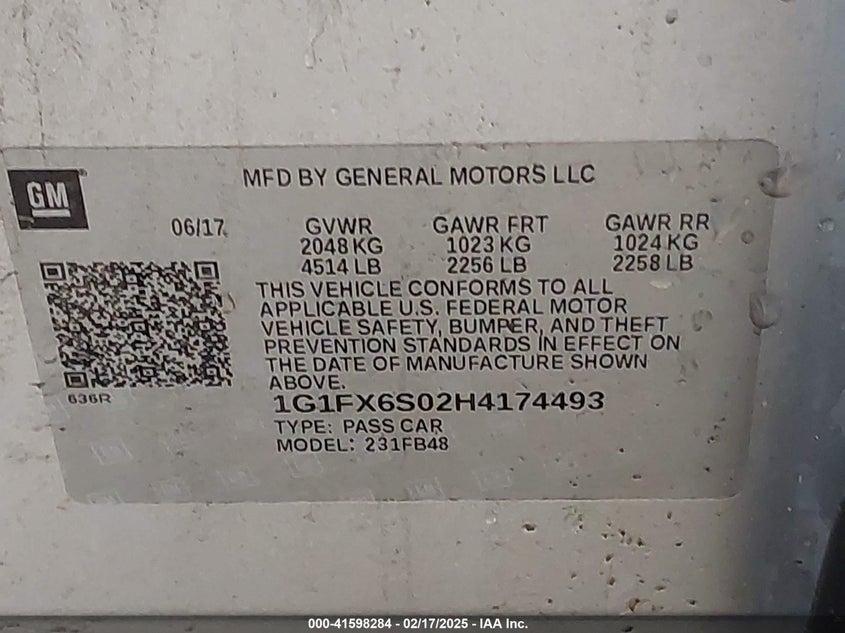 GM
MFD BY GENERAL MOTORS LLC
06/17 GVWR GAWR FRT GAWR RR
2048 KG 1023 KG 1024 KG
4514 LB 2256 LB 2258 LB
THIS VEHICLE CONFORMS TO ALL
APPLICABLE U.S. FEDERAL MOTOR
VEHICLE SAFETY, BUMPER, AND THEFT
PREVENTION STANDARDS IN EFFECT ON
THE DATE OF MANUFACTURE SHOWN
ABOVE.
636R
1G1FX6S02H4174493
TYPE: PASS CAR
MODEL: 231FB48
000-41598284 - 02/17/2025 - IAA Inc.